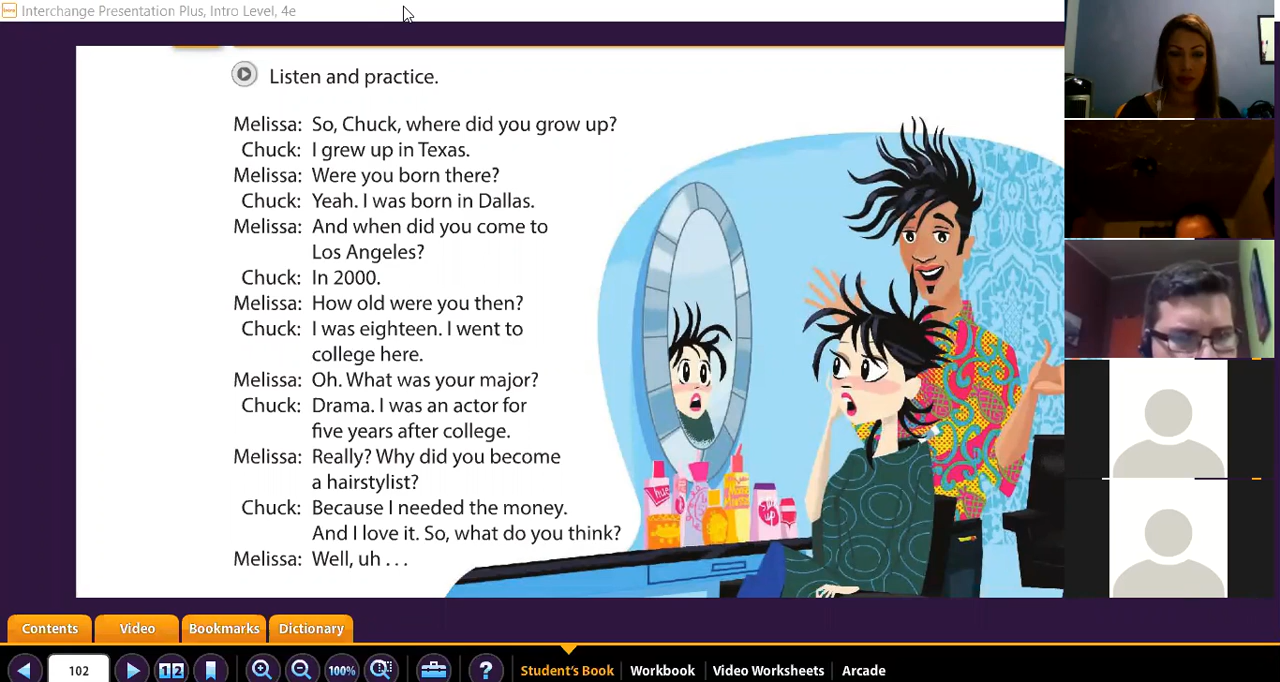 Interchange Presentation Plus, Intro Level, 4e
Listen and practice.
Melissa: So, Chuck, where did you grow up?
Chuck: I grew up in Texas.
Melissa: Were you born there?
Chuck: Yeah. I was born in Dallas.
Melissa: And when did you come to
Los Angeles?
Chuck: In 2000.
Melissa: How old were you then?
Chuck: I was eighteen. I went to
college here.
Melissa: Oh. What was your major?
Chuck: Drama. I was an actor for
five years after college.
Melissa: Really? Why did you become
a hairstylist?
Chuck: Because I needed the money.
And I love it. So, what do you think?
Melissa: Well, uh . . .
Contents Video Bookmarks Dictionary
102 1 2 100% ? Student's Book Workbook Video Worksheets Arcade